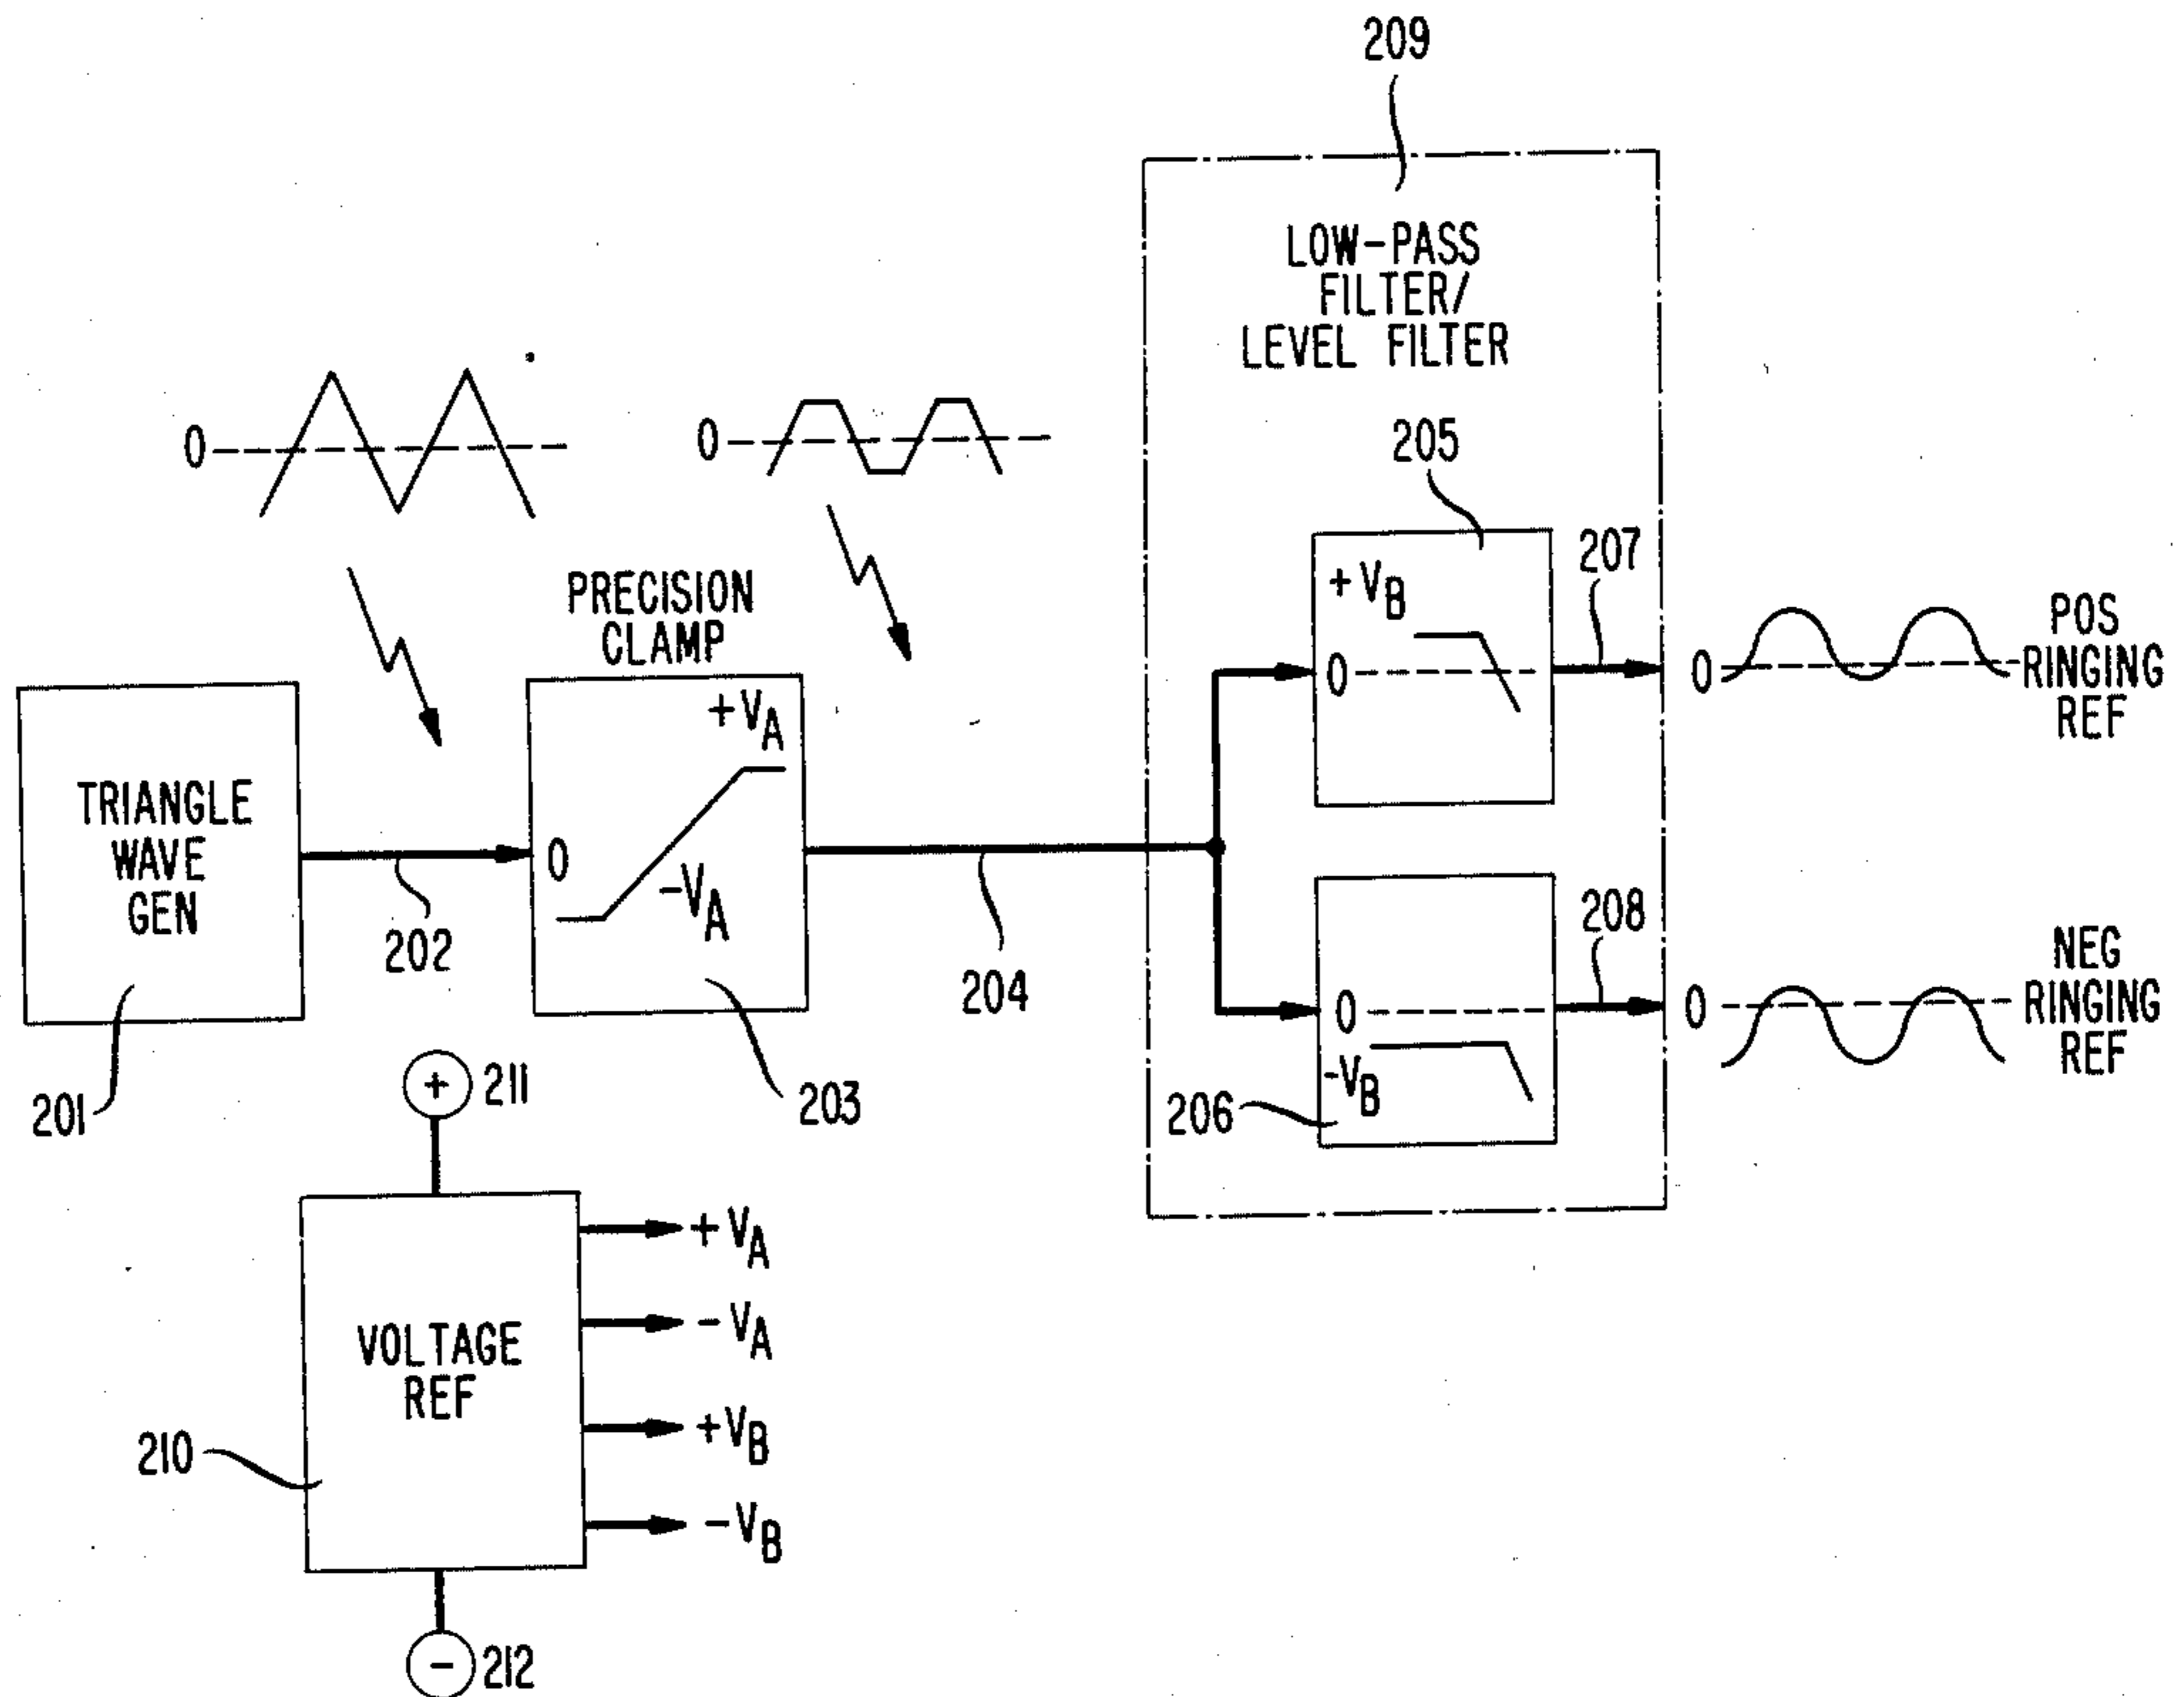 209
LOW-PASS
FILTER/
LEVEL FILTER
0
0
205
207
+VB
0
0
POS
RINGING
REF
PRECISION
CLAMP
+VA
0
-VA
TRIANGLE
WAVE
GEN
202
204
201
203
208
0
-VB
206
0
NEG
RINGING
REF
+ 211
VOLTAGE
REF
210
+VA
-VA
+VB
-VB
- 212